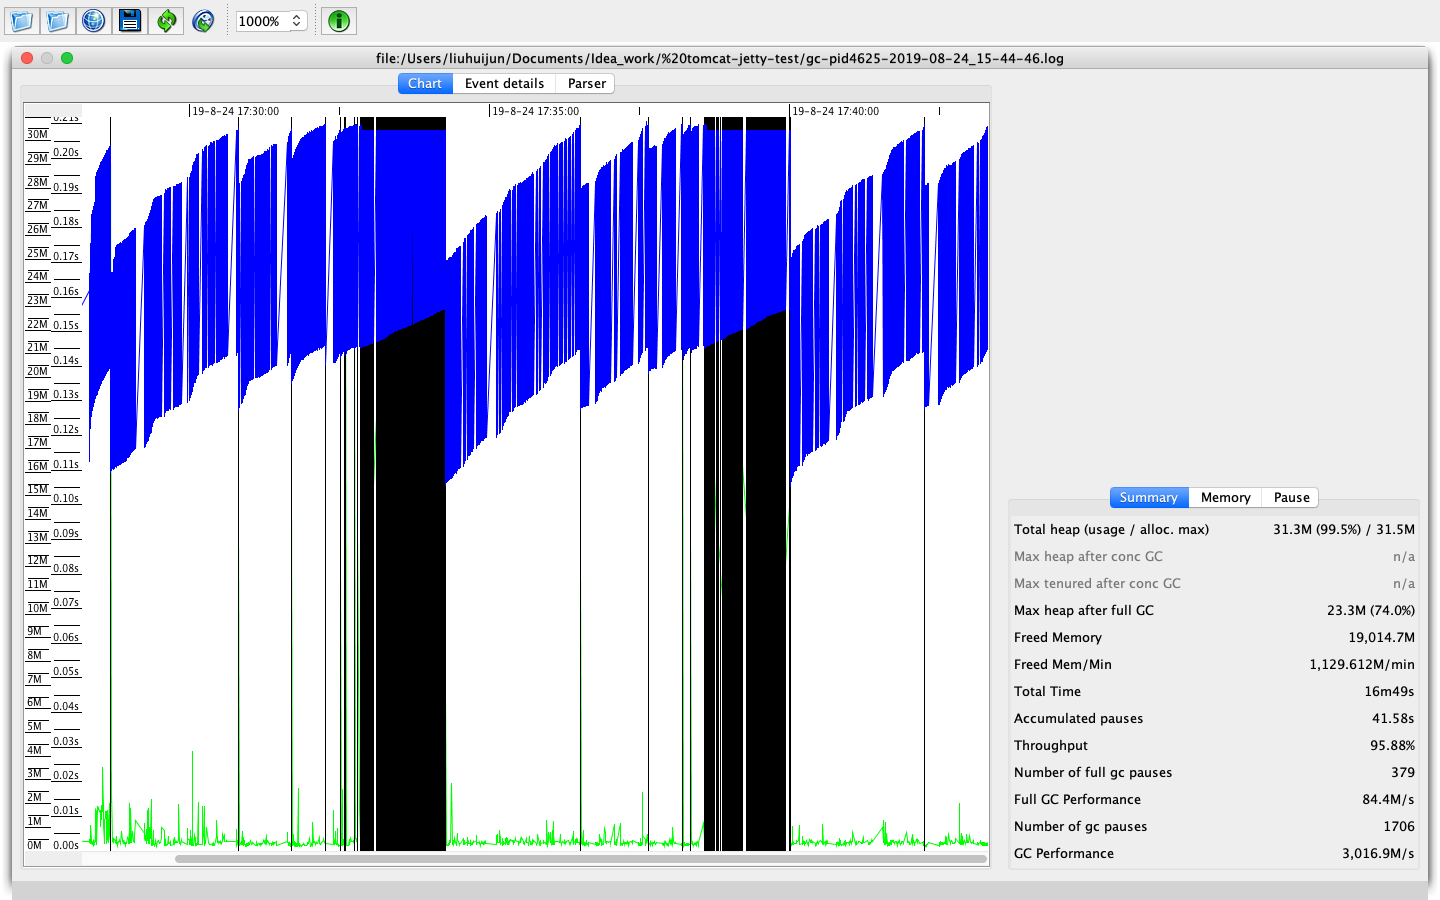 1000%
file:/Users/liuhuijun/Documents/Idea_work/%20tomcat-jetty-test/gc-pid4625-2019-08-24_15-44-46.log
Chart Event details Parser
19-8-24 17:30:00 19-8-24 17:35:00 19-8-24 17:40:00
0.21s
30M
0.20s
29M
28M
0.19s
27M
0.18s
26M
25M
0.17s
24M
0.16s
23M
22M
0.15s
21M
0.14s
20M
19M
0.13s
18M
0.12s
17M
16M
0.11s
15M
0.10s
14M
13M
0.09s
12M
0.08s
11M
10M
0.07s
9M
0.06s
8M
7M
0.05s
6M
0.04s
5M
4M
0.03s
3M
0.02s
2M
0.01s
1M
0M
0.00s
Summary Memory Pause
Total heap (usage / alloc. max) 31.3M (99.5%) / 31.5M
Max heap after conc GC n/a
Max tenured after conc GC n/a
Max heap after full GC 23.3M (74.0%)
Freed Memory 19,014.7M
Freed Mem/Min 1,129.612M/min
Total Time 16m49s
Accumulated pauses 41.58s
Throughput 95.88%
Number of full gc pauses 379
Full GC Performance 84.4M/s
Number of gc pauses 1706
GC Performance 3,016.9M/s